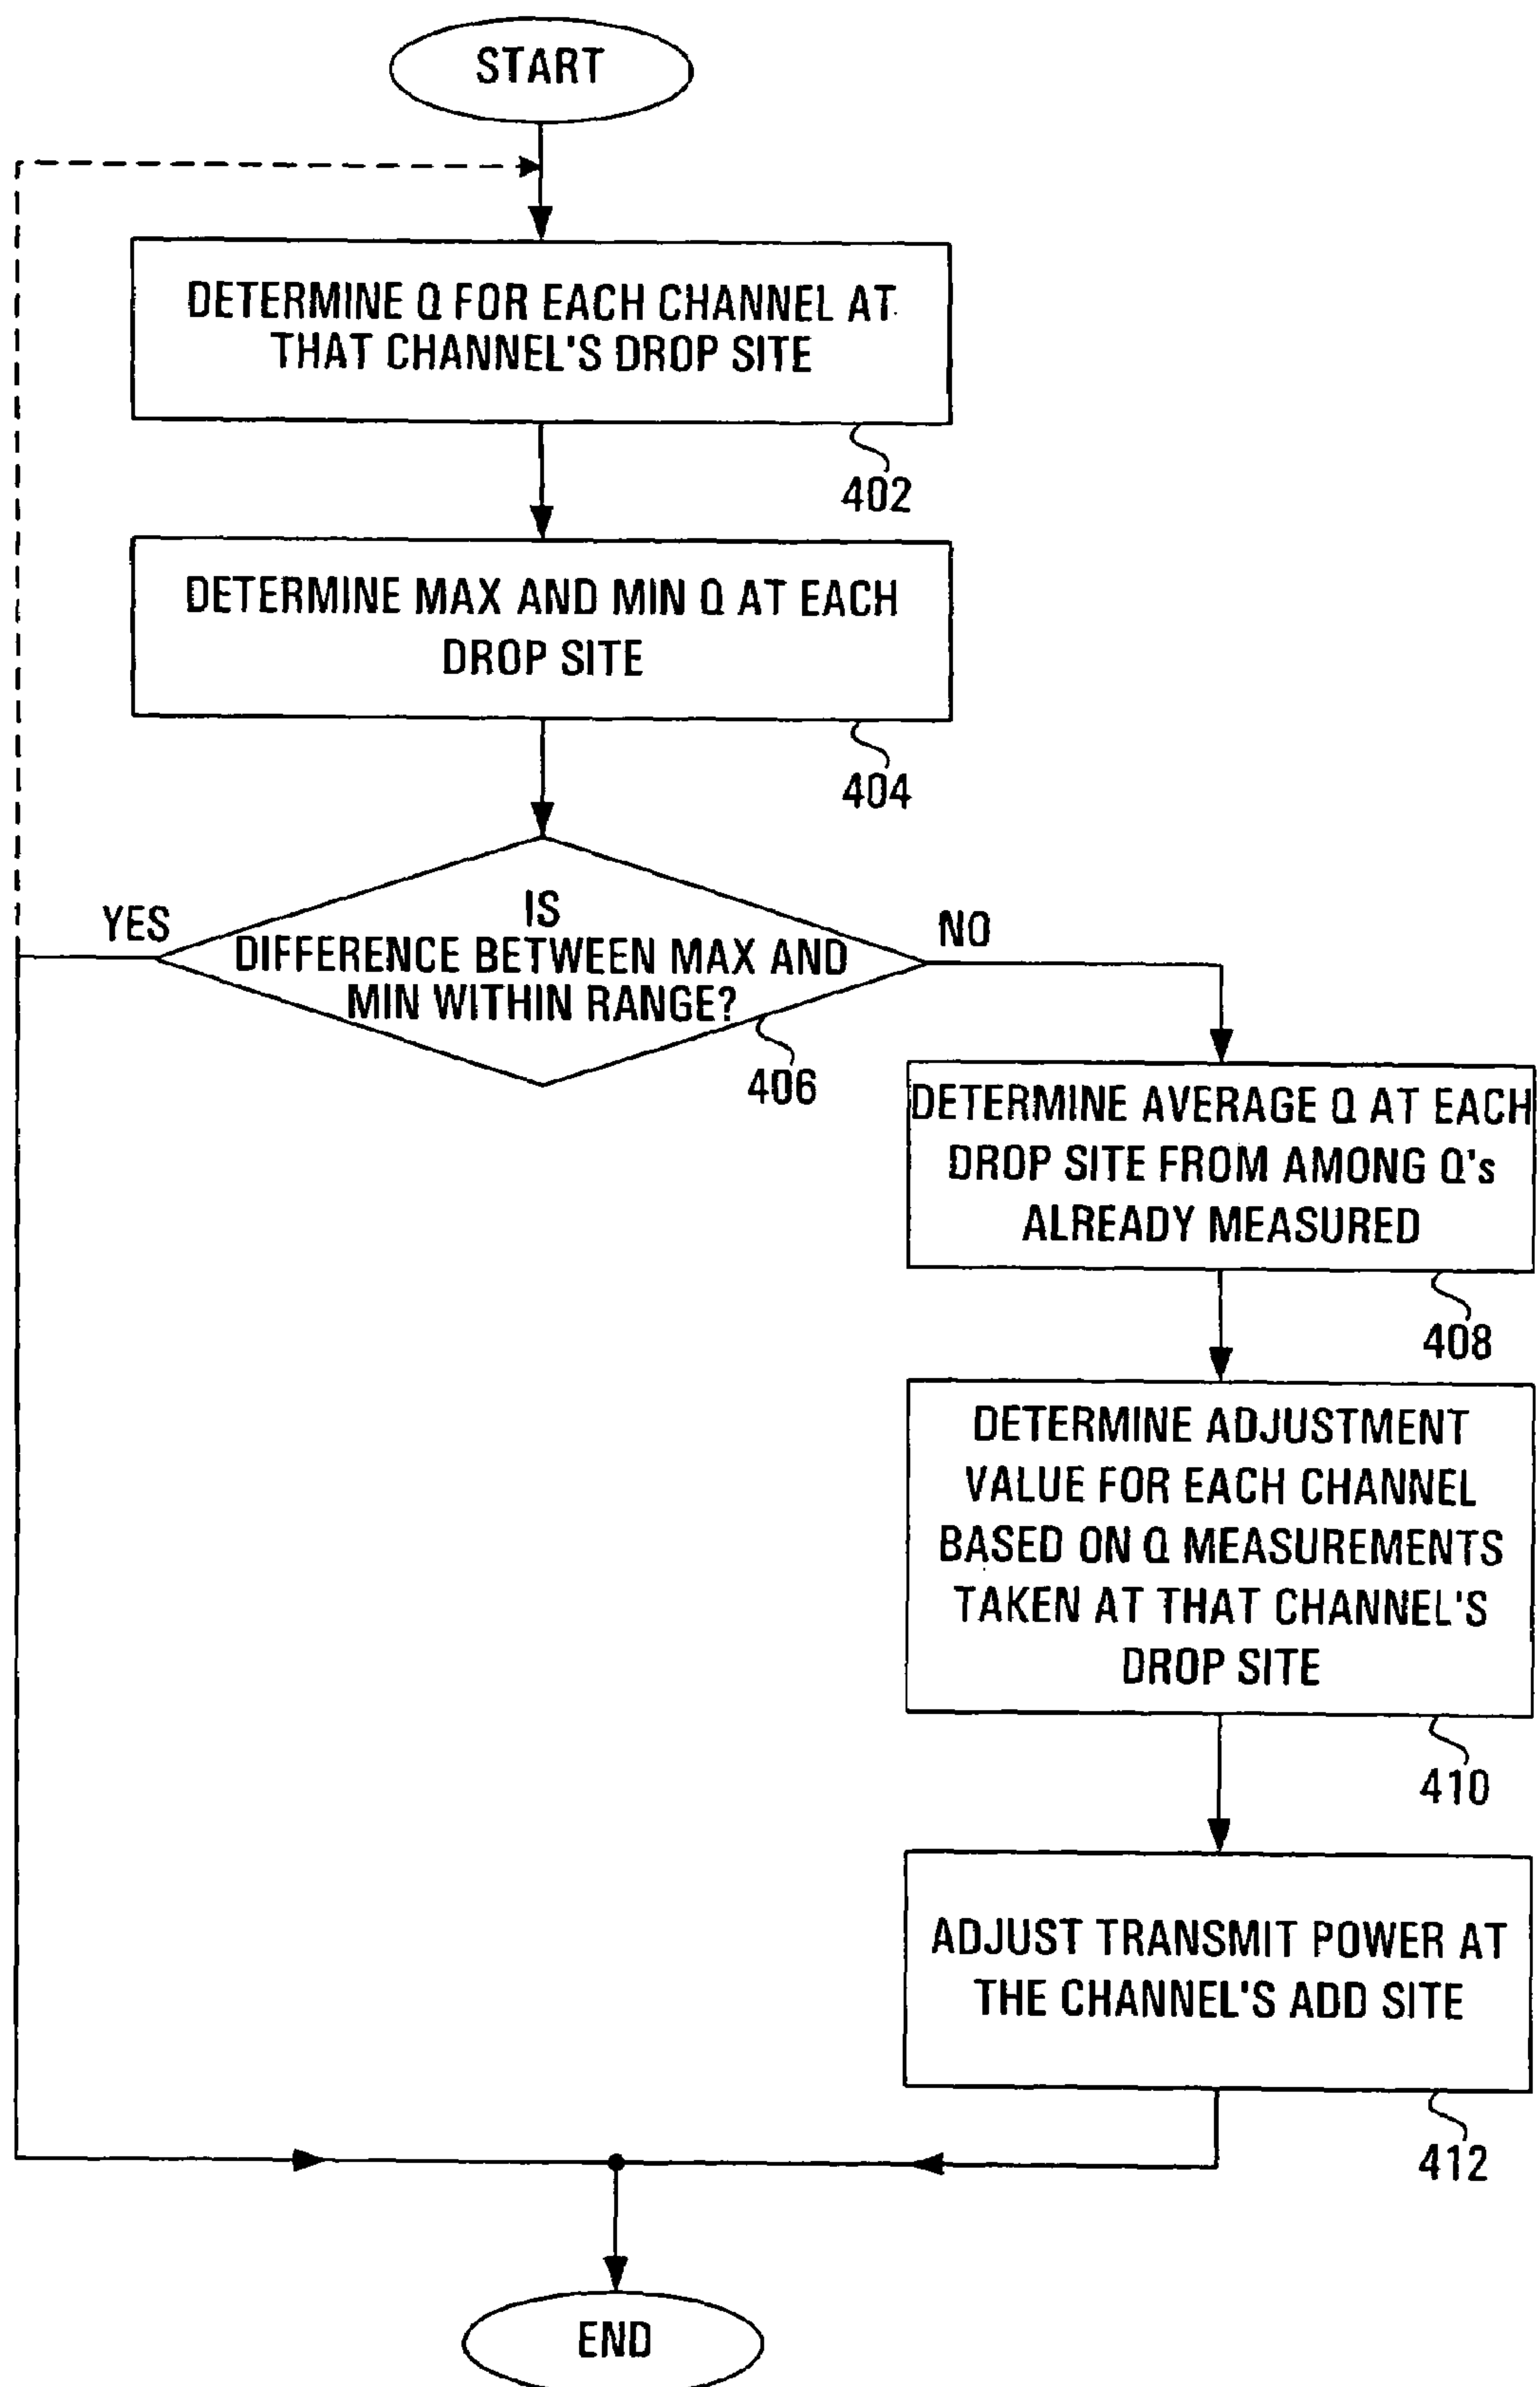 START
DETERMINE Q FOR EACH CHANNEL AT
THAT CHANNEL'S DROP SITE
402
DETERMINE MAX AND MIN Q AT EACH
DROP SITE
404
YES
IS
DIFFERENCE BETWEEN MAX AND
MIN WITHIN RANGE?
NO
406
DETERMINE AVERAGE Q AT EACH
DROP SITE FROM AMONG Q's
ALREADY MEASURED
408
DETERMINE ADJUSTMENT
VALUE FOR EACH CHANNEL
BASED ON Q MEASUREMENTS
TAKEN AT THAT CHANNEL'S
DROP SITE
410
ADJUST TRANSMIT POWER AT
THE CHANNEL'S ADD SITE
412
END